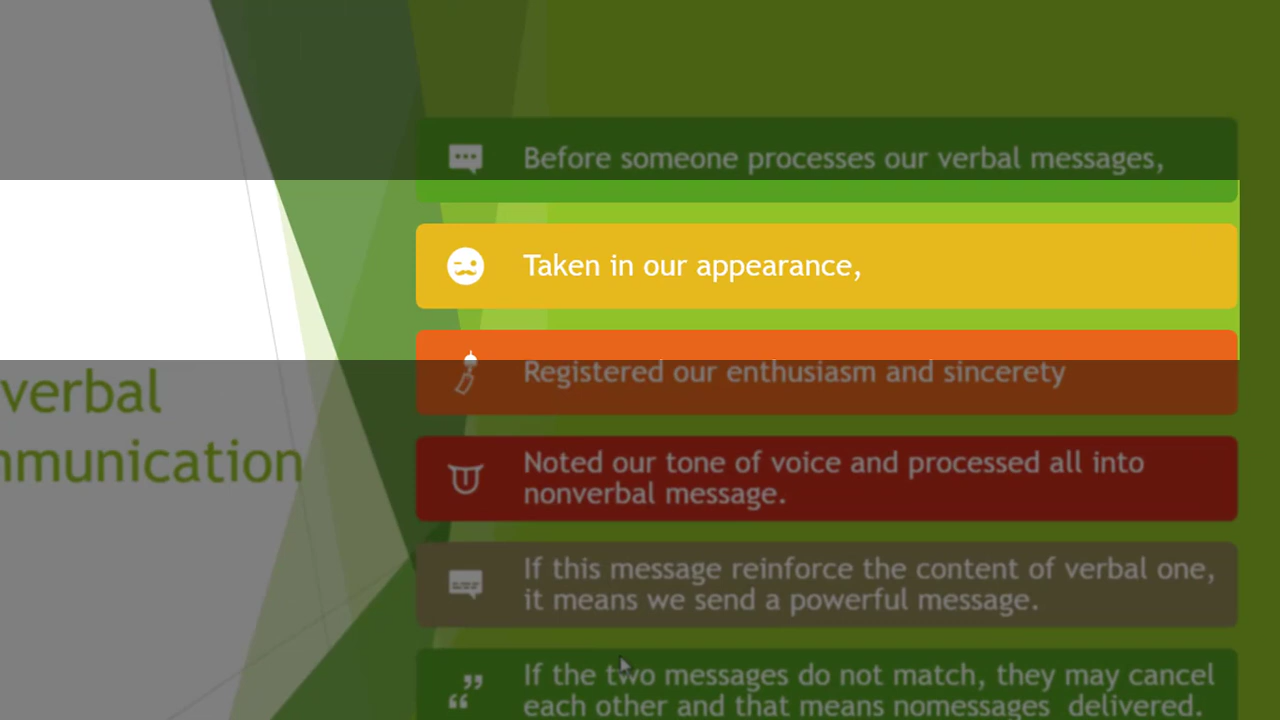 verbal
mmunication
Before someone processes our verbal messages,
Taken in our appearance,
Registered our enthusiasm and sincerety
Noted our tone of voice and processed all into
nonverbal message.
If this message reinforce the content of verbal one,
it means we send a powerful message.
If the two messages do not match, they may cancel
each other and that means nomessages delivered.